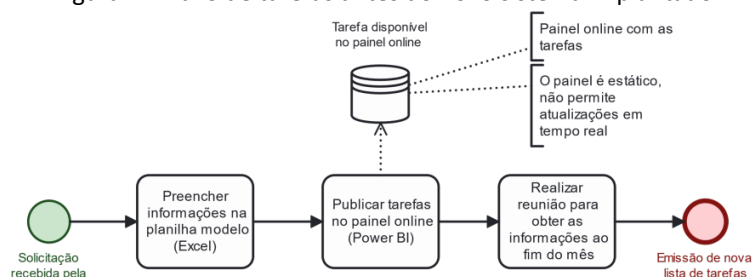 Tarefa disponível
no painel online
Painel online com as
tarefas
O painel é estático,
não permite
atualizações em
tempo real
Preencher
informações na
planilha modelo
(Excel)
Publicar tarefas
no painel online
(Power BI)
Realizar
reunião para
obter as
informações ao
fim do mês
Solicitação
recebida pela
Emissão de nova
lista de tarefas